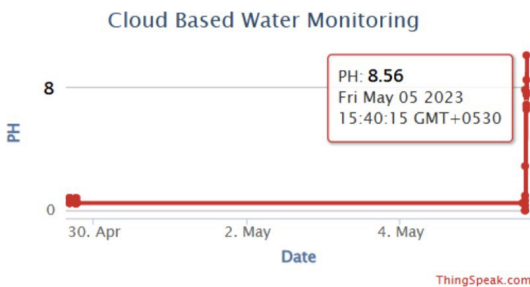 Cloud Based Water Monitoring
PH: 8.56
Fri May 05 2023
15:40:15 GMT+0530
8
PH
0
30. Apr
2. May
4. May
Date
ThingSpeak.com